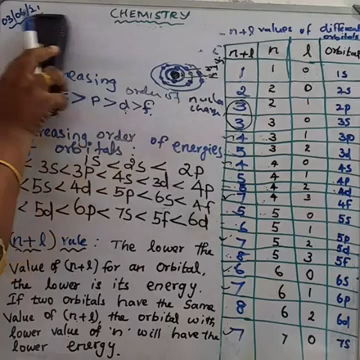 03/06/21
CHEMISTRY
order of nuclear
charge
> p > d > f
order of energies
orbitals: 1s < 2s < 2p
< 3s < 3p < 4s < 3d < 4p
< 5s < 4d < 5p < 6s < 4f
< 5d < 6p < 7s < 5f < 6d
(n+l) rule: The lower the
value of (n+l) for an orbital,
the lower is its energy.
If two orbitals have the same
value of (n+l), the orbital with
lower value of 'n' will have the
lower energy.
n+l values of different
orbitals
n+l n l orbital
1 1 0 1s
2 2 0 2s
3 2 1 2p
3 3 0 3s
4 3 1 3p
5 3 2 3d
4 4 0 4s
5 4 1 4p
6 4 2 4d
7 4 3 4f
5 5 0 5s
6 5 1 5p
7 5 2 5d
5 3 5f
6 6 0 6s
7 6 1 6p
8 6 2 6d
7 7 0 7s